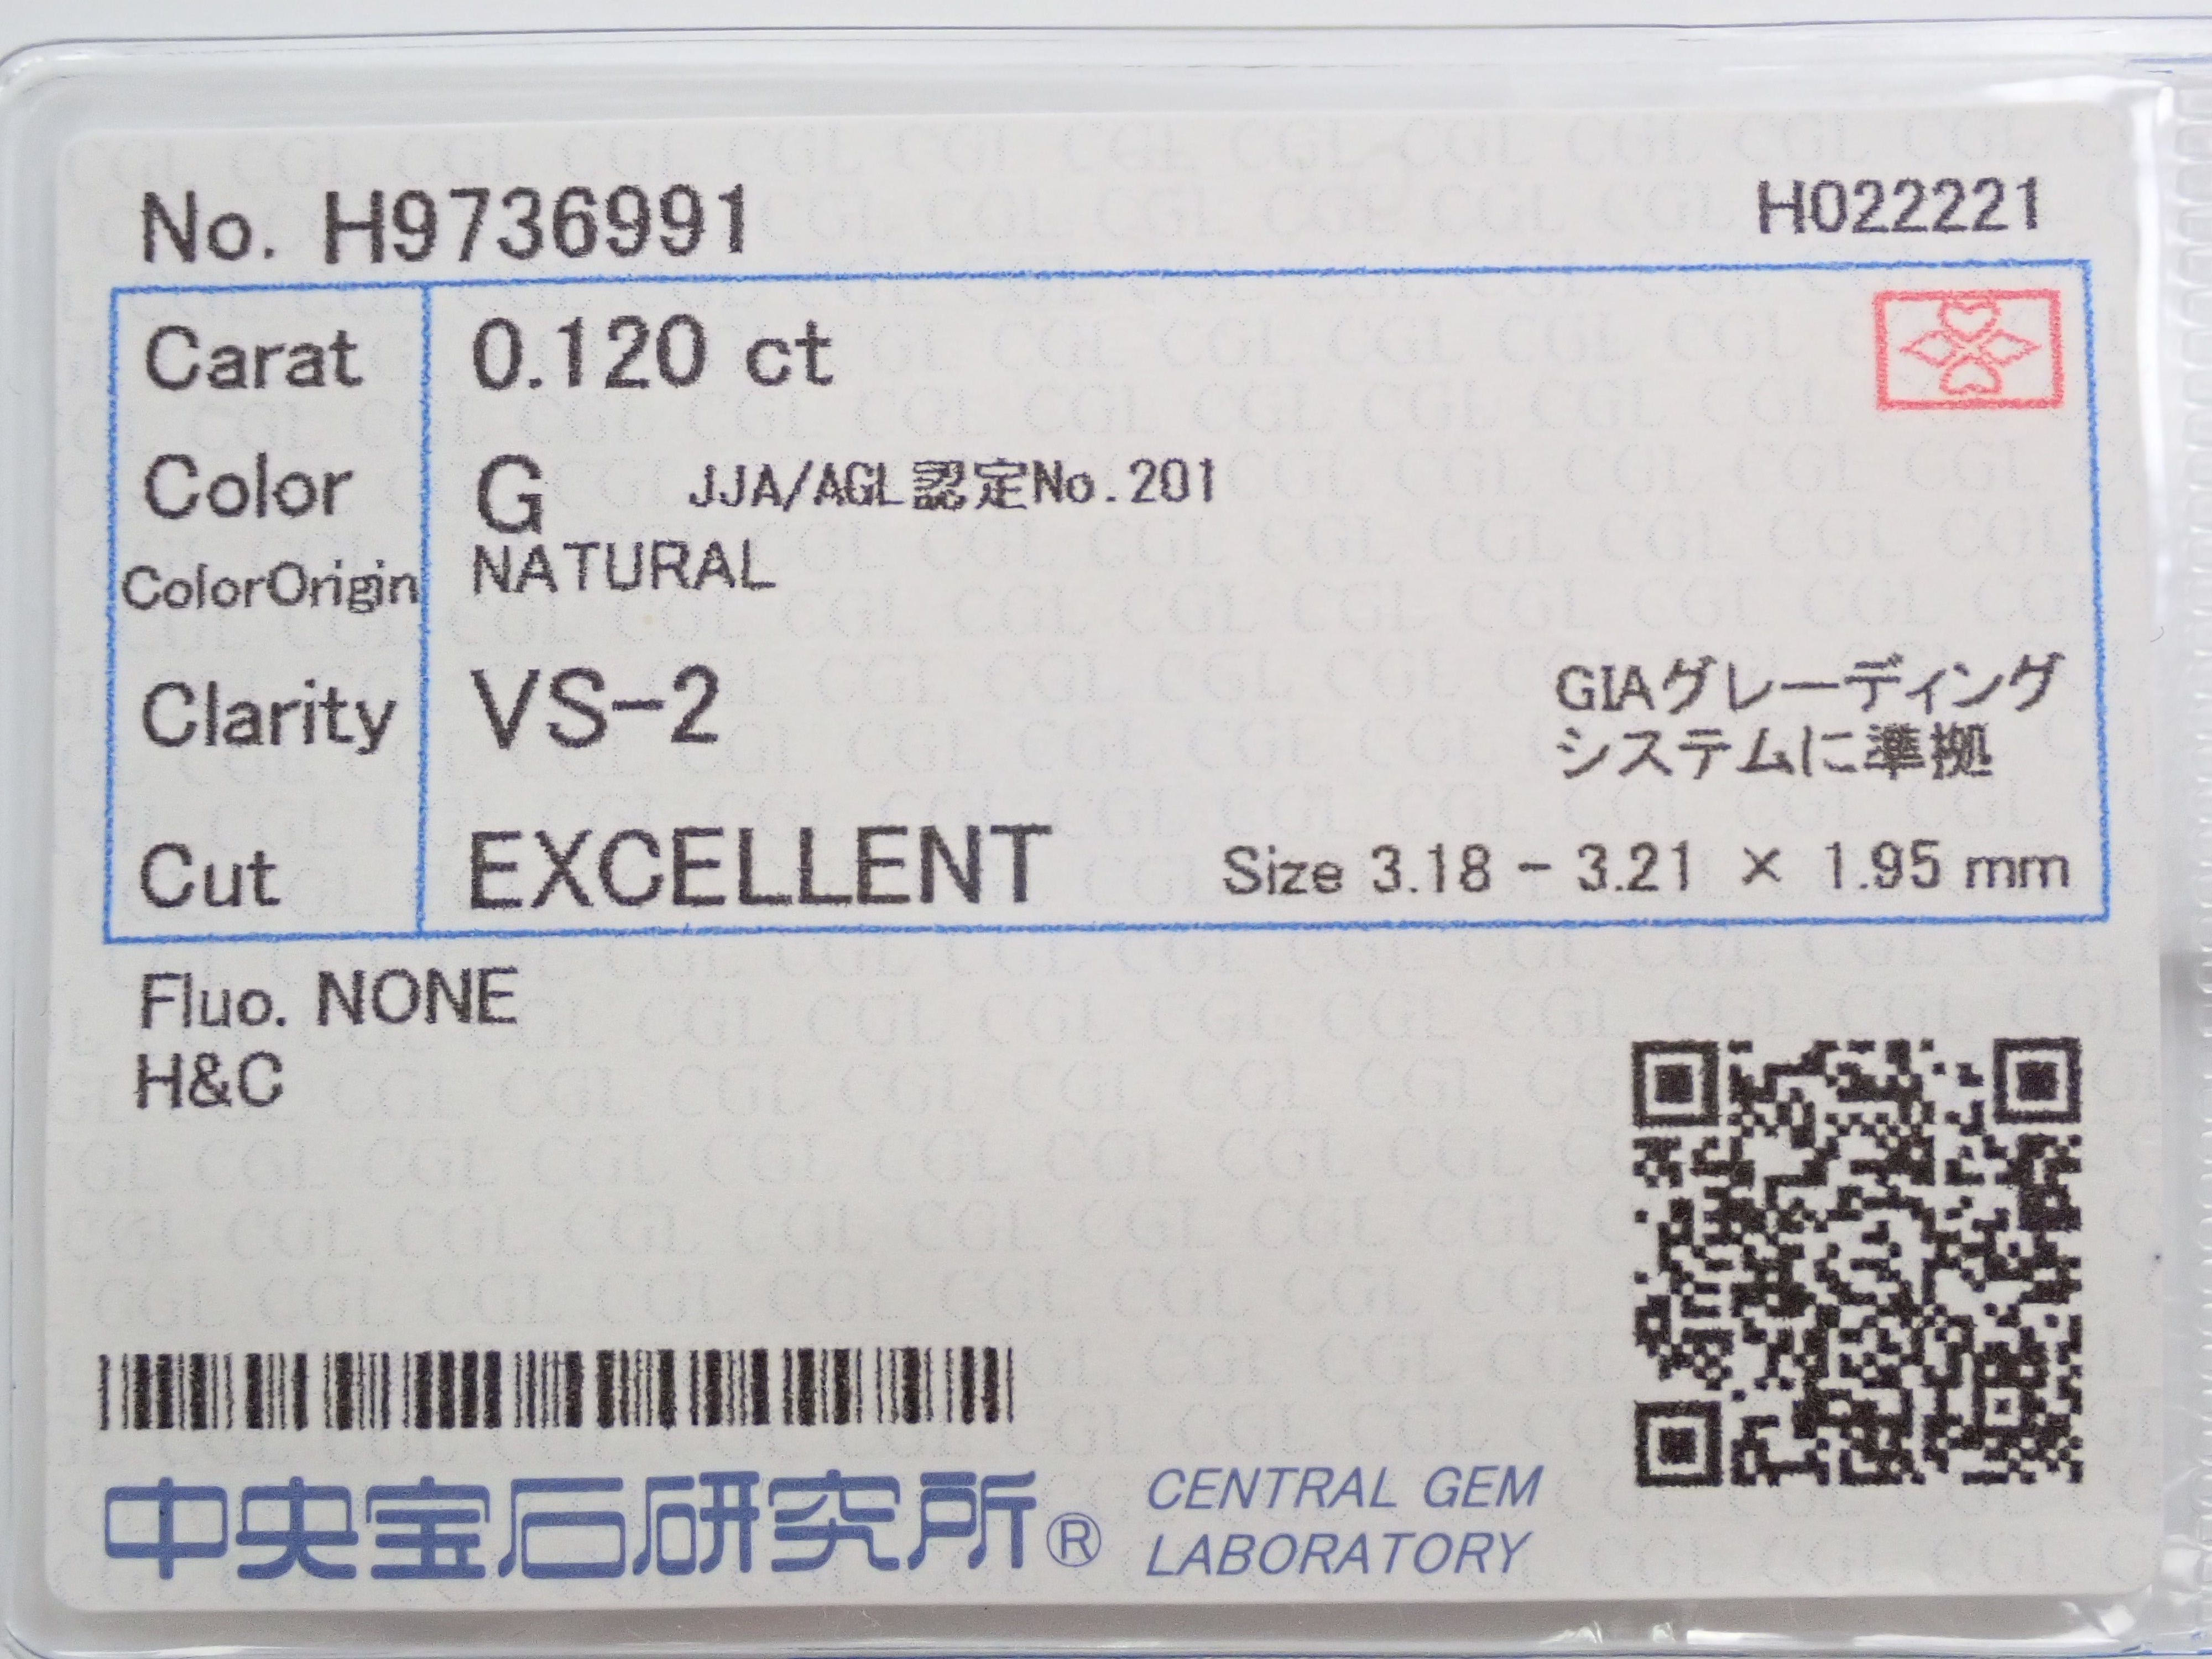 No. H9736991
H022221
Carat 0.120 ct
Color G JJA/AGL認定No.201
ColorOrigin NATURAL
Clarity VS-2
GIAグレーディング
システムに準拠
Cut EXCELLENT Size 3.18 - 3.21 × 1.95 mm
Fluo. NONE
H&C
中央宝石研究所®
CENTRAL GEM
LABORATORY